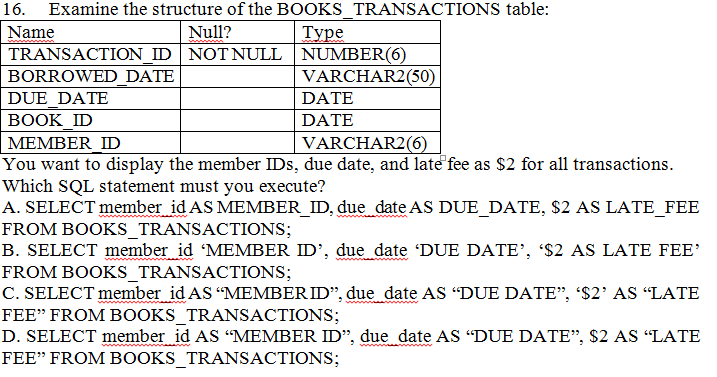 16. Examine the structure of the BOOKS_TRANSACTIONS table:
Name Null? Type
TRANSACTION_ID NOT NULL NUMBER(6)
BORROWED_DATE VARCHAR2(50)
DUE_DATE DATE
BOOK_ID DATE
MEMBER_ID VARCHAR2(6)
You want to display the member IDs, due date, and late fee as $2 for all transactions.
Which SQL statement must you execute?
A. SELECT member_id AS MEMBER_ID, due_date AS DUE_DATE, $2 AS LATE_FEE
FROM BOOKS_TRANSACTIONS;
B. SELECT member_id ‘MEMBER ID’, due_date ‘DUE DATE’, ‘$2 AS LATE FEE’
FROM BOOKS_TRANSACTIONS;
C. SELECT member_id AS “MEMBER ID”, due_date AS “DUE DATE”, ‘$2’ AS “LATE
FEE” FROM BOOKS_TRANSACTIONS;
D. SELECT member_id AS “MEMBER ID”, due_date AS “DUE DATE”, $2 AS “LATE
FEE” FROM BOOKS_TRANSACTIONS;